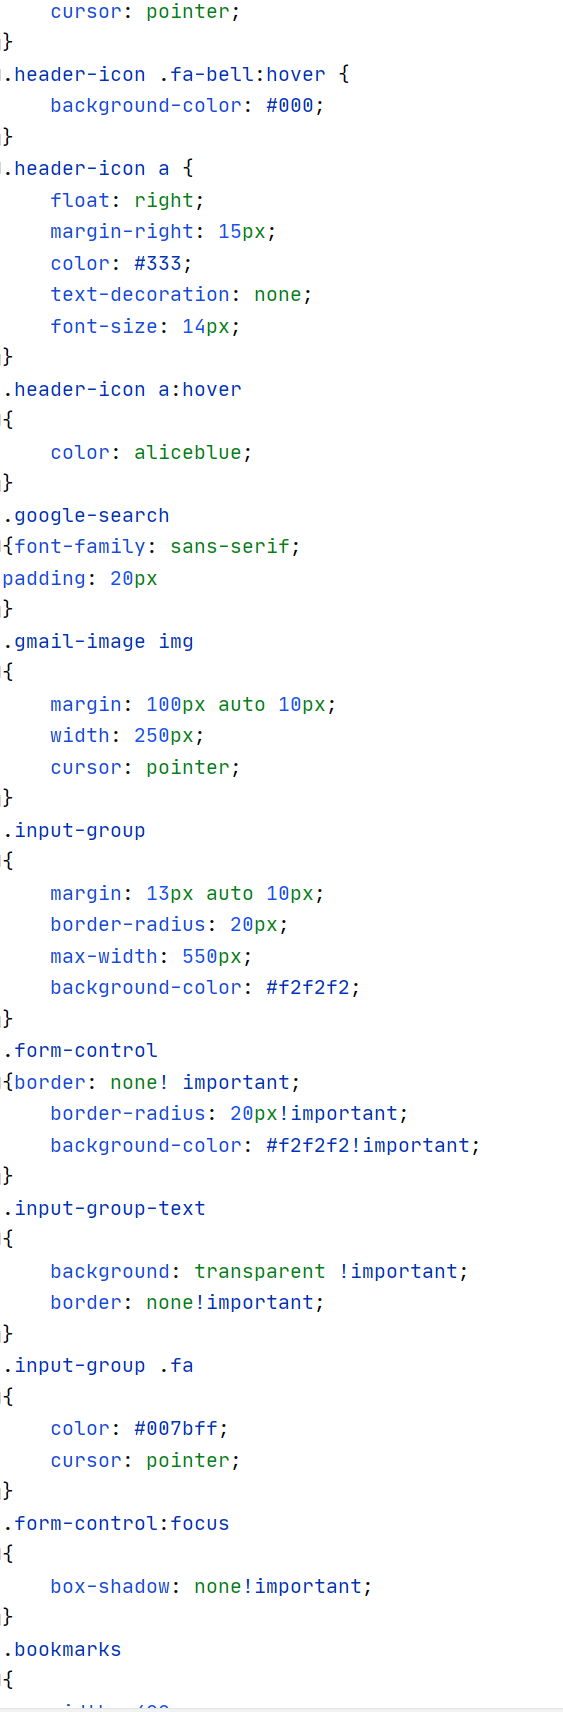 cursor: pointer;
}
.header-icon .fa-bell:hover {
    background-color: #000;
}
.header-icon a {
    float: right;
    margin-right: 15px;
    color: #333;
    text-decoration: none;
    font-size: 14px;
}
.header-icon a:hover
{
    color: aliceblue;
}
.google-search
{font-family: sans-serif;
padding: 20px
}
.gmail-image img
{
    margin: 100px auto 10px;
    width: 250px;
    cursor: pointer;
}
.input-group
{
    margin: 13px auto 10px;
    border-radius: 20px;
    max-width: 550px;
    background-color: #f2f2f2;
}
.form-control
{border: none! important;
    border-radius: 20px!important;
    background-color: #f2f2f2!important;
}
.input-group-text
{
    background: transparent !important;
    border: none!important;
}
.input-group .fa
{
    color: #007bff;
    cursor: pointer;
}
.form-control:focus
{
    box-shadow: none!important;
}
.bookmarks
{